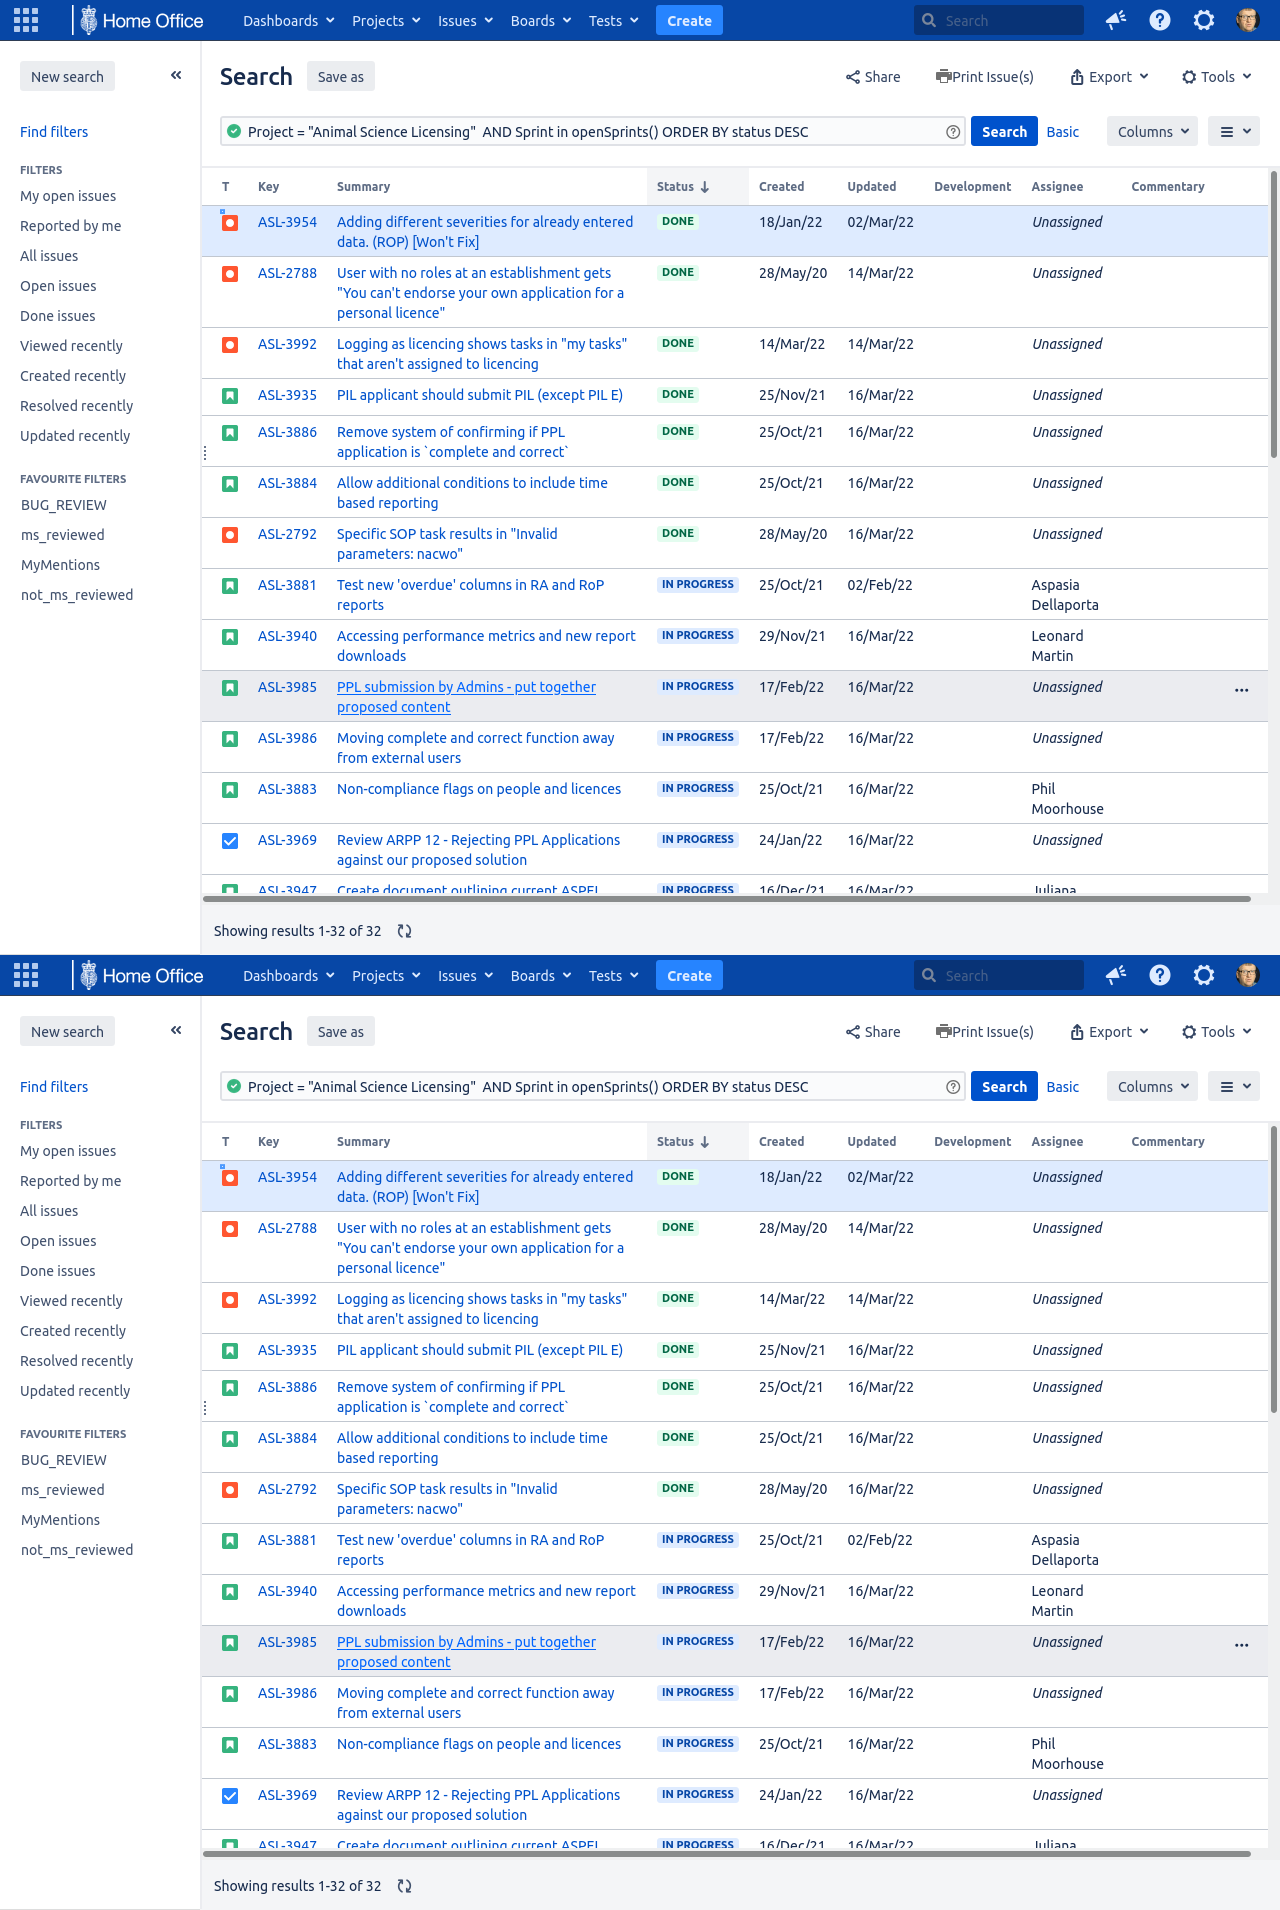 Home Office Dashboards Projects Issues Boards Tests Create Search
New search
Search Save as Share Print Issue(s) Export Tools
Find filters
Project = "Animal Science Licensing"  AND Sprint in openSprints() ORDER BY status DESC Search Basic Columns
FILTERS
My open issues
Reported by me
All issues
Open issues
Done issues
Viewed recently
Created recently
Resolved recently
Updated recently
FAVOURITE FILTERS
BUG_REVIEW
ms_reviewed
MyMentions
not_ms_reviewed
T Key Summary Status Created Updated Development Assignee Commentary
ASL-3954 Adding different severities for already entered DONE 18/Jan/22 02/Mar/22 Unassigned
data. (ROP) [Won't Fix]
ASL-2788 User with no roles at an establishment gets DONE 28/May/20 14/Mar/22 Unassigned
"You can't endorse your own application for a
personal licence"
ASL-3992 Logging as licencing shows tasks in "my tasks" DONE 14/Mar/22 14/Mar/22 Unassigned
that aren't assigned to licencing
ASL-3935 PIL applicant should submit PIL (except PIL E) DONE 25/Nov/21 16/Mar/22 Unassigned
ASL-3886 Remove system of confirming if PPL DONE 25/Oct/21 16/Mar/22 Unassigned
application is `complete and correct`
ASL-3884 Allow additional conditions to include time DONE 25/Oct/21 16/Mar/22 Unassigned
based reporting
ASL-2792 Specific SOP task results in "Invalid DONE 28/May/20 16/Mar/22 Unassigned
parameters: nacwo"
ASL-3881 Test new 'overdue' columns in RA and RoP IN PROGRESS 25/Oct/21 02/Feb/22 Aspasia
reports Dellaporta
ASL-3940 Accessing performance metrics and new report IN PROGRESS 29/Nov/21 16/Mar/22 Leonard
downloads Martin
ASL-3985 PPL submission by Admins - put together IN PROGRESS 17/Feb/22 16/Mar/22 Unassigned
proposed content
ASL-3986 Moving complete and correct function away IN PROGRESS 17/Feb/22 16/Mar/22 Unassigned
from external users
ASL-3883 Non-compliance flags on people and licences IN PROGRESS 25/Oct/21 16/Mar/22 Phil
Moorhouse
ASL-3969 Review ARPP 12 - Rejecting PPL Applications IN PROGRESS 24/Jan/22 16/Mar/22 Unassigned
against our proposed solution
ASL-3947 Create document outlining current ASPEL IN PROGRESS 16/Dec/21 16/Mar/22 Juliana
Showing results 1-32 of 32
Home Office Dashboards Projects Issues Boards Tests Create Search
New search
Search Save as Share Print Issue(s) Export Tools
Find filters
Project = "Animal Science Licensing"  AND Sprint in openSprints() ORDER BY status DESC Search Basic Columns
FILTERS
My open issues
Reported by me
All issues
Open issues
Done issues
Viewed recently
Created recently
Resolved recently
Updated recently
FAVOURITE FILTERS
BUG_REVIEW
ms_reviewed
MyMentions
not_ms_reviewed
T Key Summary Status Created Updated Development Assignee Commentary
ASL-3954 Adding different severities for already entered DONE 18/Jan/22 02/Mar/22 Unassigned
data. (ROP) [Won't Fix]
ASL-2788 User with no roles at an establishment gets DONE 28/May/20 14/Mar/22 Unassigned
"You can't endorse your own application for a
personal licence"
ASL-3992 Logging as licencing shows tasks in "my tasks" DONE 14/Mar/22 14/Mar/22 Unassigned
that aren't assigned to licencing
ASL-3935 PIL applicant should submit PIL (except PIL E) DONE 25/Nov/21 16/Mar/22 Unassigned
ASL-3886 Remove system of confirming if PPL DONE 25/Oct/21 16/Mar/22 Unassigned
application is `complete and correct`
ASL-3884 Allow additional conditions to include time DONE 25/Oct/21 16/Mar/22 Unassigned
based reporting
ASL-2792 Specific SOP task results in "Invalid DONE 28/May/20 16/Mar/22 Unassigned
parameters: nacwo"
ASL-3881 Test new 'overdue' columns in RA and RoP IN PROGRESS 25/Oct/21 02/Feb/22 Aspasia
reports Dellaporta
ASL-3940 Accessing performance metrics and new report IN PROGRESS 29/Nov/21 16/Mar/22 Leonard
downloads Martin
ASL-3985 PPL submission by Admins - put together IN PROGRESS 17/Feb/22 16/Mar/22 Unassigned
proposed content
ASL-3986 Moving complete and correct function away IN PROGRESS 17/Feb/22 16/Mar/22 Unassigned
from external users
ASL-3883 Non-compliance flags on people and licences IN PROGRESS 25/Oct/21 16/Mar/22 Phil
Moorhouse
ASL-3969 Review ARPP 12 - Rejecting PPL Applications IN PROGRESS 24/Jan/22 16/Mar/22 Unassigned
against our proposed solution
ASL-3947 Create document outlining current ASPEL IN PROGRESS 16/Dec/21 16/Mar/22 Juliana
Showing results 1-32 of 32